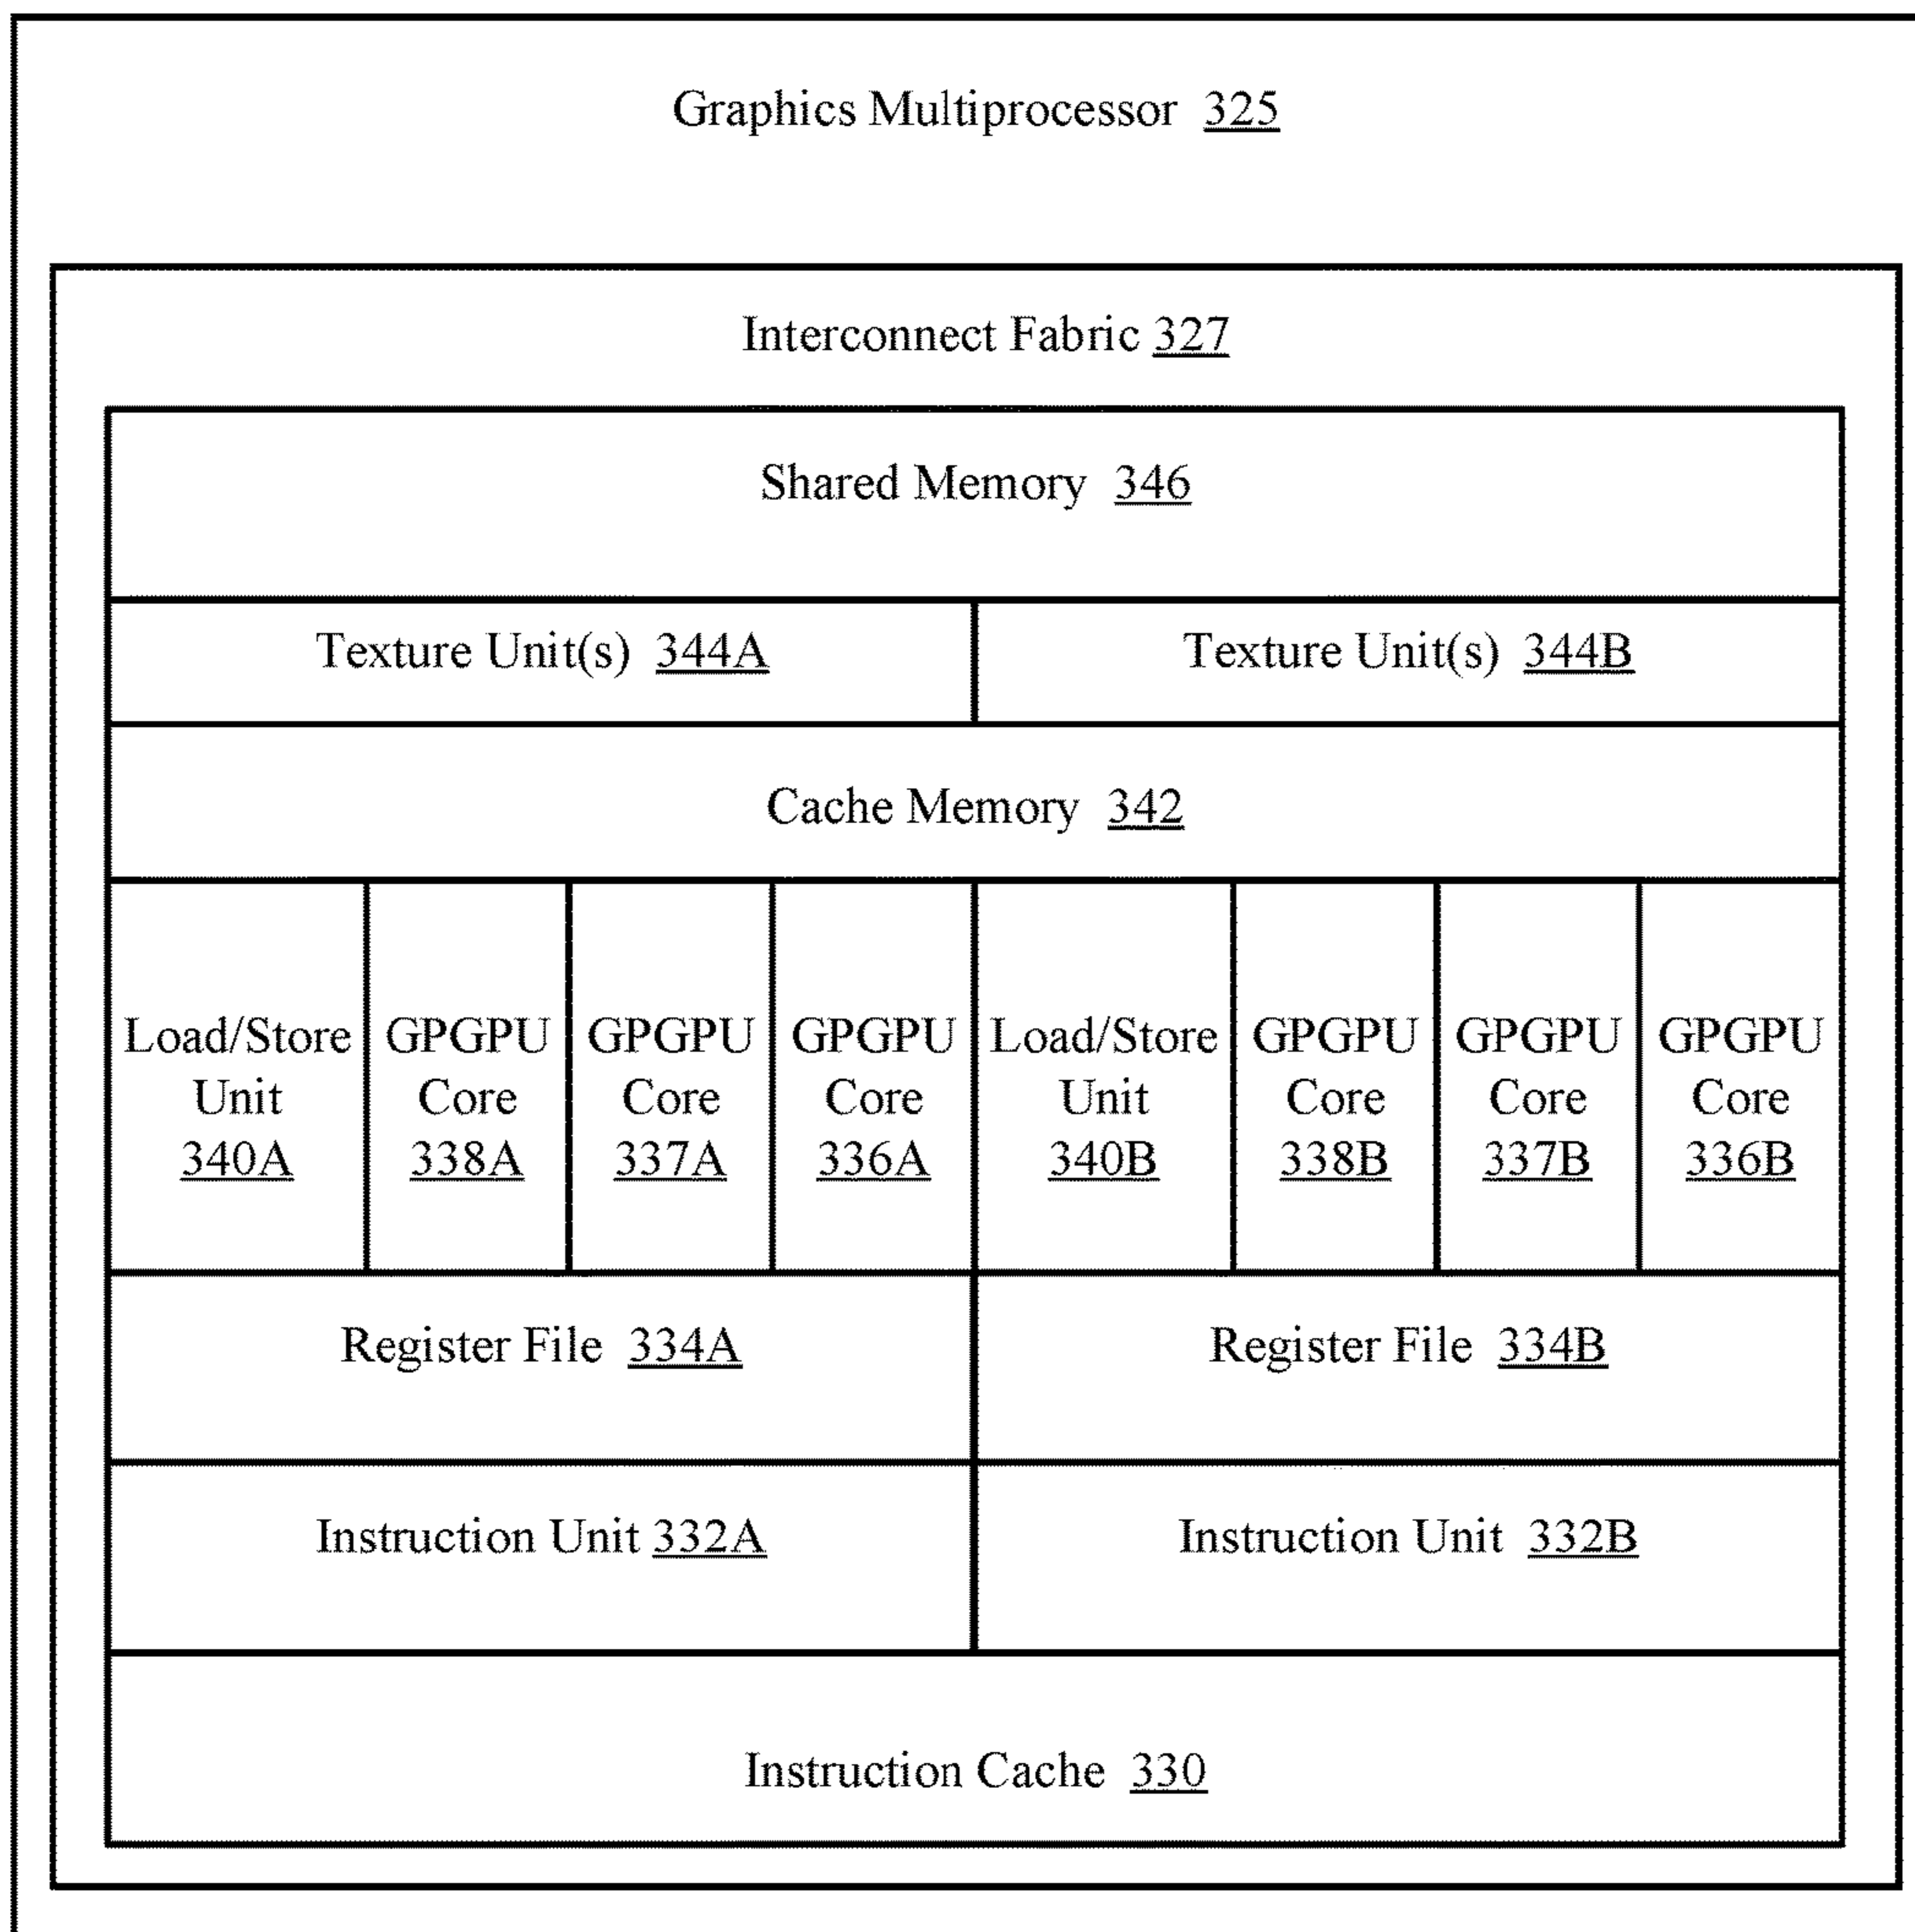 Graphics Multiprocessor 325
Interconnect Fabric 327
Shared Memory 346
Texture Unit(s) 344A
Texture Unit(s) 344B
Cache Memory 342
Load/Store
Unit
340A
GPGPU
Core
338A
GPGPU
Core
337A
GPGPU
Core
336A
Load/Store
Unit
340B
GPGPU
Core
338B
GPGPU
Core
337B
GPGPU
Core
336B
Register File 334A
Register File 334B
Instruction Unit 332A
Instruction Unit 332B
Instruction Cache 330